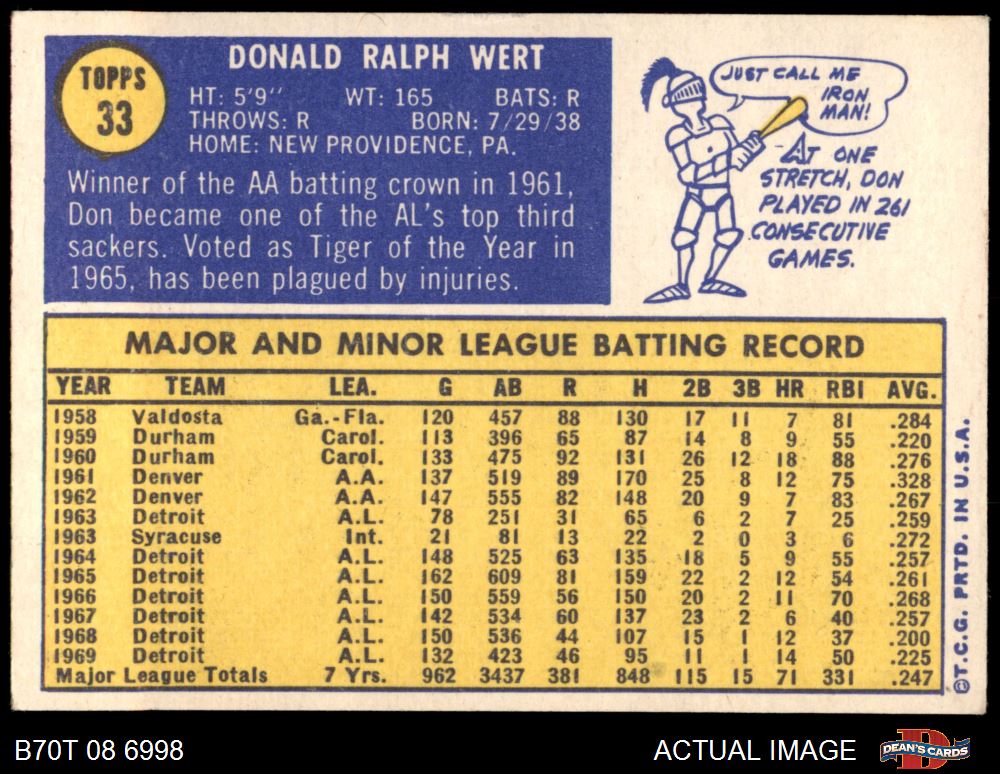 TOPPS
33
DONALD RALPH WERT
HT: 5'9" WT: 165 BATS: R
THROWS: R BORN: 7/29/38
HOME: NEW PROVIDENCE, PA.
Winner of the AA batting crown in 1961,
Don became one of the AL's top third
sackers. Voted as Tiger of the Year in
1965, has been plagued by injuries.
JUST CALL ME
IRON
MAN!
AT ONE
STRETCH, DON
PLAYED IN 261
CONSECUTIVE
GAMES.
MAJOR AND MINOR LEAGUE BATTING RECORD
YEAR TEAM LEA. G AB R H 2B 3B HR RBI AVG.
1958 Valdosta Ga.-Fla. 120 457 88 130 17 11 7 81 .284
1959 Durham Carol. 113 396 65 87 14 8 9 55 .220
1960 Durham Carol. 133 475 92 131 26 12 18 88 .276
1961 Denver A.A. 137 519 89 170 25 8 12 75 .328
1962 Denver A.A. 147 555 82 148 20 9 7 83 .267
1963 Detroit A.L. 78 251 31 65 6 2 7 25 .259
1963 Syracuse Int. 21 81 13 22 2 0 3 6 .272
1964 Detroit A.L. 148 525 63 135 18 5 9 55 .257
1965 Detroit A.L. 162 609 81 159 22 2 12 54 .261
1966 Detroit A.L. 150 559 56 150 20 2 11 70 .268
1967 Detroit A.L. 142 534 60 137 23 2 6 40 .257
1968 Detroit A.L. 150 536 44 107 15 1 12 37 .200
1969 Detroit A.L. 132 423 46 95 11 1 14 50 .225
Major League Totals 7 Yrs. 962 3437 381 848 115 15 71 331 .247
©T.C.G. PRTD. IN U.S.A.
B70T 08 6998
ACTUAL IMAGE
B
DEAN'S CARDS